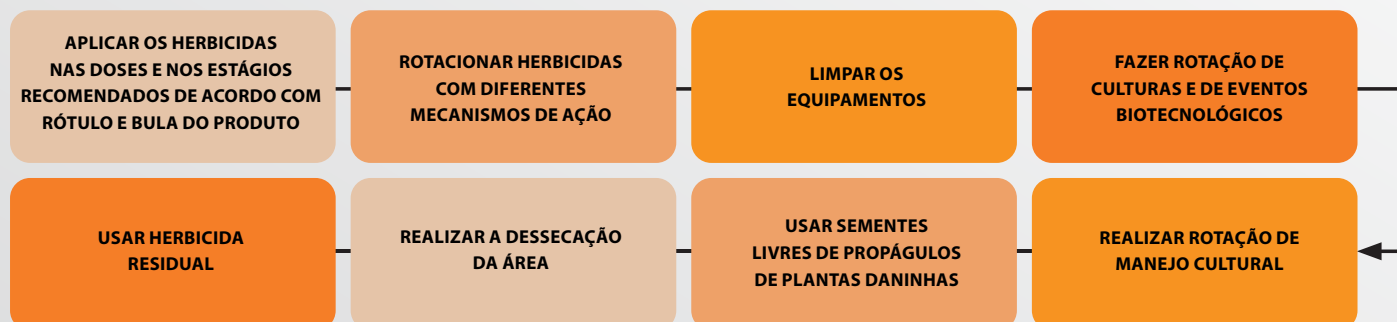 APLICAR OS HERBICIDAS
NAS DOSES E NOS ESTÁGIOS
RECOMENDADOS DE ACORDO COM
RÓTULO E BULA DO PRODUTO
ROTACIONAR HERBICIDAS
COM DIFERENTES
MECANISMOS DE AÇÃO
LIMPAR OS
EQUIPAMENTOS
FAZER ROTAÇÃO DE
CULTURAS E DE EVENTOS
BIOTECNOLÓGICOS
REALIZAR ROTAÇÃO DE
MANEJO CULTURAL
USAR SEMENTES
LIVRES DE PROPÁGULOS
DE PLANTAS DANINHAS
REALIZAR A DESSECAÇÃO
DA ÁREA
USAR HERBICIDA
RESIDUAL